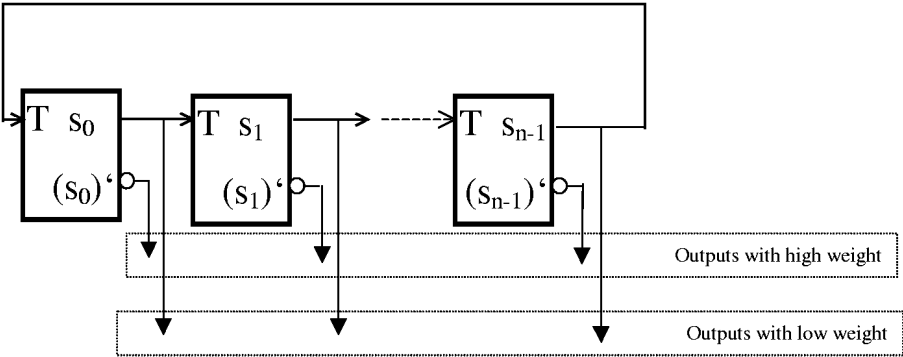 T s0 T s1 T sn-1
(s0)‘ (s1)‘ (sn-1)‘
Outputs with high weight
Outputs with low weight